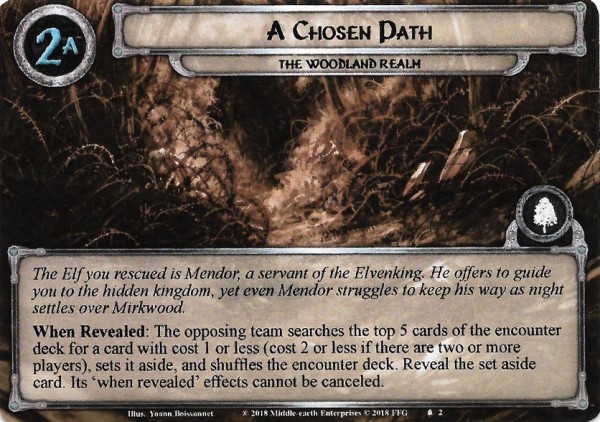 2A
A Chosen Path
The Woodland Realm
The Elf you rescued is Mendor, a servant of the Elvenking. He offers to guide
you to the hidden kingdom, yet even Mendor struggles to keep his way as night
settles over Mirkwood.
When Revealed: The opposing team searches the top 5 cards of the encounter
deck for a card with cost 1 or less (cost 2 or less if there are two or more
players), sets it aside, and shuffles the encounter deck. Reveal the set aside
card. Its ‘when revealed’ effects cannot be canceled.
Illus. Yoann Boissonnet © 2018 Middle-earth Enterprises © 2018 FFG 2